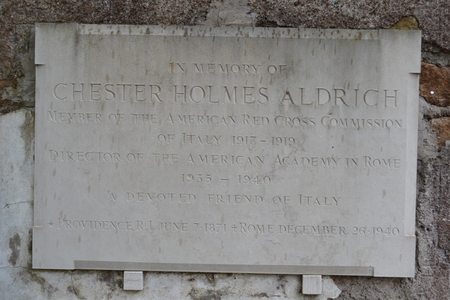 IN MEMORY OF
CHESTER HOLMES ALDRICH
MEMBER OF THE AMERICAN RED CROSS COMMISSION
OF ITALY 1917-1919
DIRECTOR OF THE AMERICAN ACADEMY IN ROME
1935-1940
A DEVOTED FRIEND OF ITALY
+ PROVIDENCE R.I. JUNE 7 1871 + ROME DECEMBER 26 1940